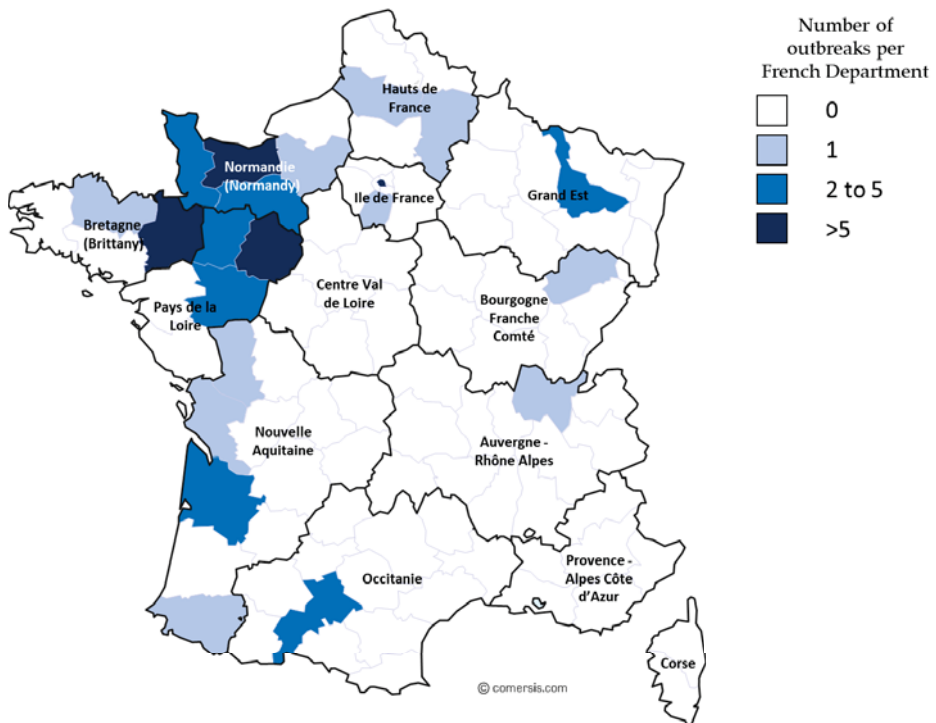 Number of
outbreaks per
French Department
0
1
2 to 5
>5
Hauts de
France
Normandie
(Normandy)
Ile de France
Grand Est
Bretagne
(Brittany)
Pays de la
Loire
Centre Val
de Loire
Bourgogne
Franche
Comté
Nouvelle
Aquitaine
Auvergne -
Rhône Alpes
Occitanie
Provence -
Alpes Côte
d'Azur
Corse
© comersis.com